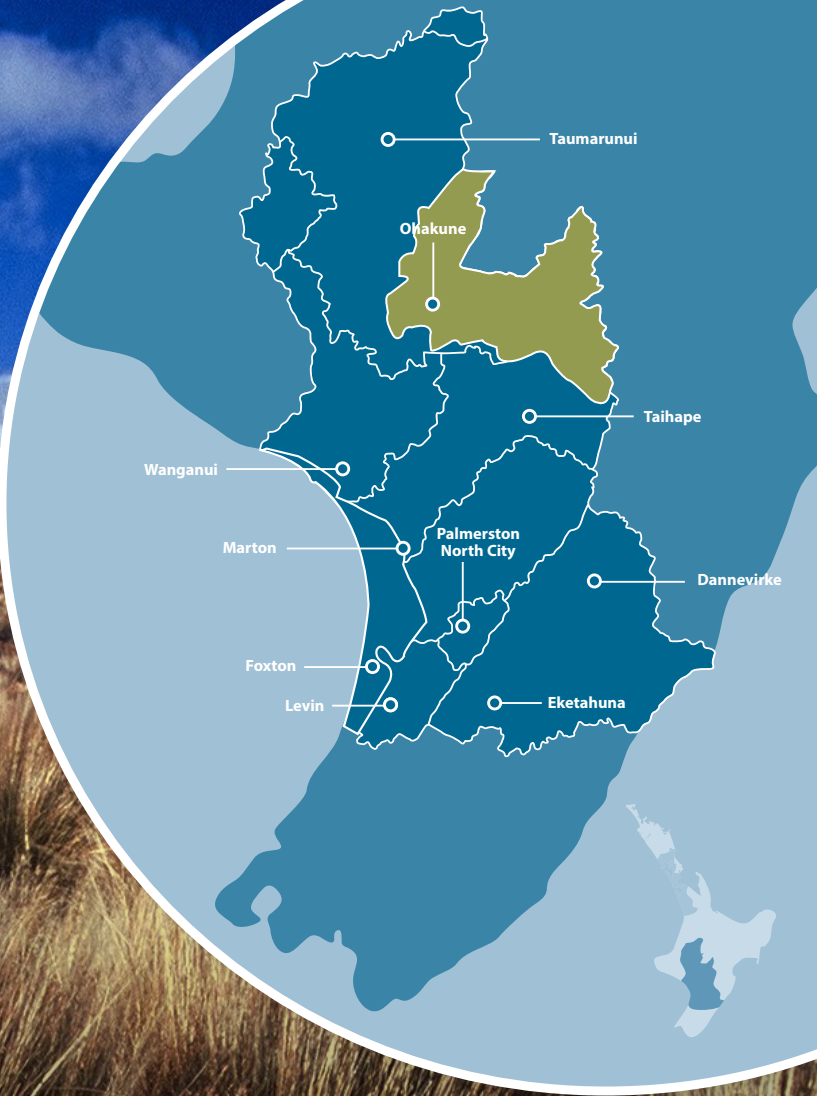 Taumarunui
Ohakune
Taihape
Wanganui
Palmerston
North City
Marton
Dannevirke
Foxton
Levin
Eketahuna